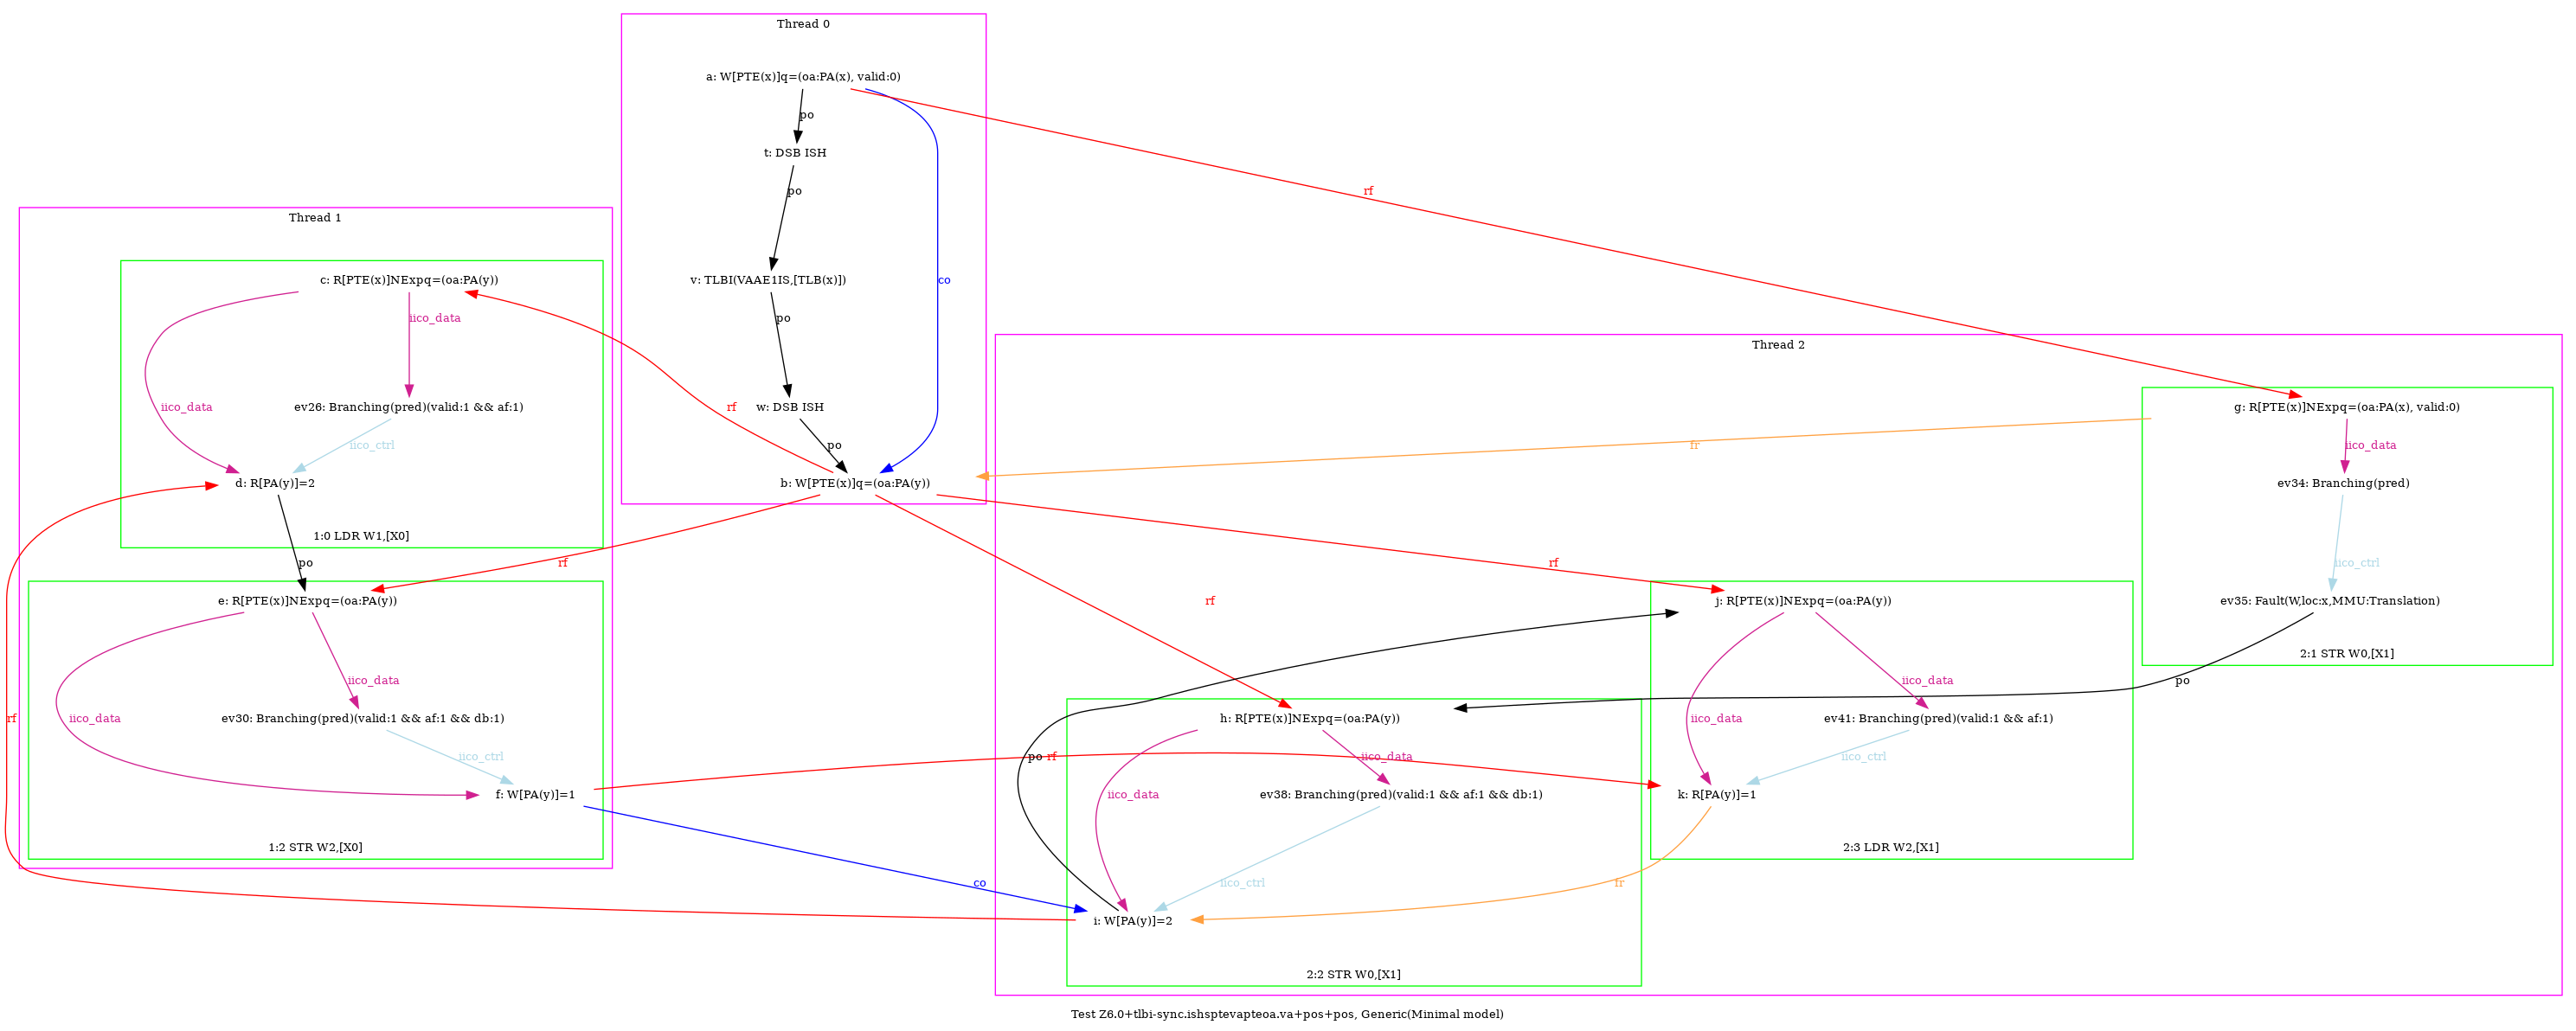 Thread 0
a: W[PTE(x)]q=(oa:PA(x), valid:0)
po
t: DSB ISH
po
rf
Thread 1
c: R[PTE(x)]NExpq=(oa:PA(y))
v: TLBI(VAAE1IS,[TLB(x)])
co
iico_data
po
Thread 2
iico_data
ev26: Branching(pred)(valid:1 && af:1)
rf
w: DSB ISH
g: R[PTE(x)]NExpq=(oa:PA(x), valid:0)
iico_ctrl
po
fr
iico_data
d: R[PA(y)]=2
b: W[PTE(x)]q=(oa:PA(y))
ev34: Branching(pred)
1:0 LDR W1,[X0]
po
rf
rf
iico_ctrl
e: R[PTE(x)]NExpq=(oa:PA(y))
rf
j: R[PTE(x)]NExpq=(oa:PA(y))
ev35: Fault(W,loc:x,MMU:Translation)
2:1 STR W0,[X1]
iico_data
iico_data
po
rf
iico_data
ev30: Branching(pred)(valid:1 && af:1 && db:1)
h: R[PTE(x)]NExpq=(oa:PA(y))
iico_data
ev41: Branching(pred)(valid:1 && af:1)
iico_ctrl
po
rf
iico_data
iico_ctrl
f: W[PA(y)]=1
iico_data
ev38: Branching(pred)(valid:1 && af:1 && db:1)
k: R[PA(y)]=1
1:2 STR W2,[X0]
2:3 LDR W2,[X1]
co
iico_ctrl
fr
i: W[PA(y)]=2
2:2 STR W0,[X1]
Test Z6.0+tlbi-sync.ishsptevapteoa.va+pos+pos, Generic(Minimal model)